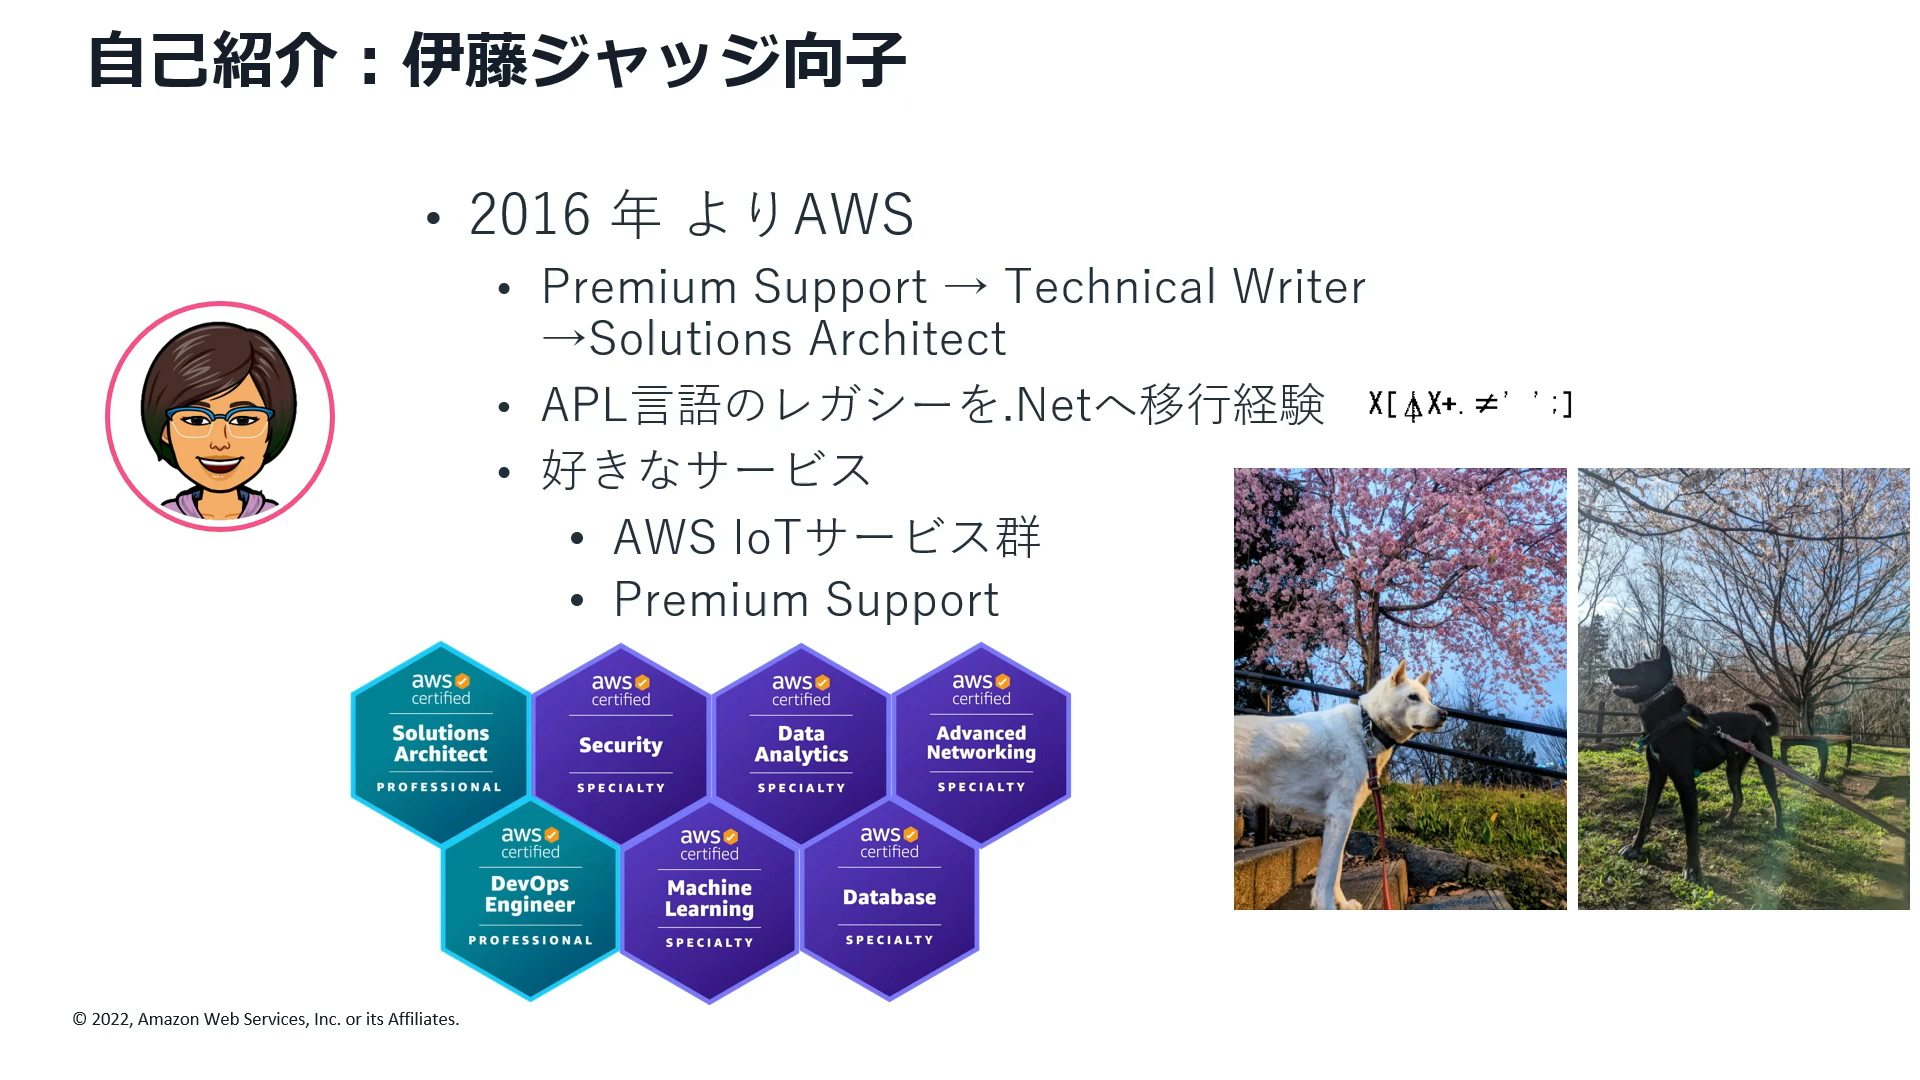 自己紹介：伊藤ジャッジ向子
• 2016 年 よりAWS
• Premium Support → Technical Writer
→Solutions Architect
• APL言語のレガシーを.Netへ移行経験
X[⍋X+.≠' ';]
• 好きなサービス
• AWS IoTサービス群
• Premium Support
aws certified
Solutions
Architect
PROFESSIONAL
aws certified
Security
SPECIALTY
aws certified
Data
Analytics
SPECIALTY
aws certified
Advanced
Networking
SPECIALTY
aws certified
DevOps
Engineer
PROFESSIONAL
aws certified
Machine
Learning
SPECIALTY
aws certified
Database
SPECIALTY
© 2022, Amazon Web Services, Inc. or its Affiliates.